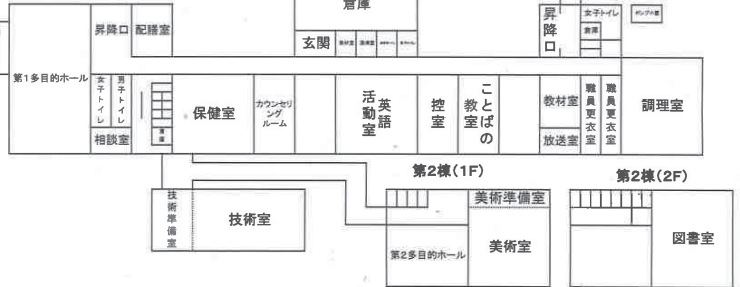 倉庫
昇降口
配膳室
玄関
昇降口
女子トイレ
倉庫
第1多目的ホール
女子トイレ
男子トイレ
相談室
倉庫
保健室
カウンセリ
ング
ルーム
英語
活動室
控室
ことばの
教室
教材室
放送室
職員更衣室
職員更衣室
調理室
第2棟(1F)
第2棟(2F)
技術準備室
技術室
美術準備室
第2多目的ホール
美術室
図書室